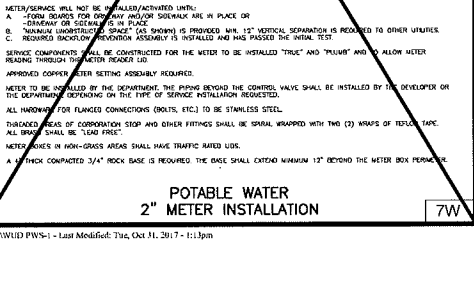 METER/SERVICE WILL NOT BE INSTALLED/ACTIVATED UNTIL:
A. -FORM BOARDS FOR DRIVEWAY AND/OR SIDEWALK ARE IN PLACE OR
-DRIVEWAY OR SIDEWALK IS IN PLACE
B. "MINIMUM UNOBSTRUCTED SPACE" (AS SHOWN) IS PROVIDED MIN. 12" VERTICAL SEPARATION IS REQUIRED TO OTHER UTILITIES.
C. REQUIRED BACKFLOW PREVENTION ASSEMBLY IS INSTALLED AND HAS PASSED THE INITIAL TEST.
SERVICE COMPONENTS SHALL BE CONSTRUCTED FOR THE METER TO BE INSTALLED "TRUE" AND "PLUMB" AND TO ALLOW METER
READING THROUGH THE METER READER LID.
APPROVED COPPER METER SETTING ASSEMBLY REQUIRED.
METER TO BE INSTALLED BY THE DEPARTMENT. THE PIPING BEYOND THE CONTROL VALVE SHALL BE INSTALLED BY THE DEVELOPER OR
THE DEPARTMENT DEPENDING ON THE TYPE OF SERVICE INSTALLATION REQUESTED.
ALL HARDWARE FOR FLANGED CONNECTIONS (BOLTS, ETC.) TO BE STAINLESS STEEL.
THREADED AREAS OF CORPORATION STOP AND OTHER FITTINGS SHALL BE SPIRAL WRAPPED WITH TWO (2) WRAPS OF TEFLON TAPE.
ALL BRASS SHALL BE "LEAD FREE".
METER BOXES IN NON-GRASS AREAS SHALL HAVE TRAFFIC RATED LIDS.
A 4" THICK COMPACTED 3/4" ROCK BASE IS REQUIRED. THE BASE SHALL EXTEND MINIMUM 12" BEYOND THE METER BOX PERIMETER.
POTABLE WATER
2" METER INSTALLATION
7W
\WUD PWS-1 - Last Modified: Tue, Oct 31, 2017 - 1:13pm